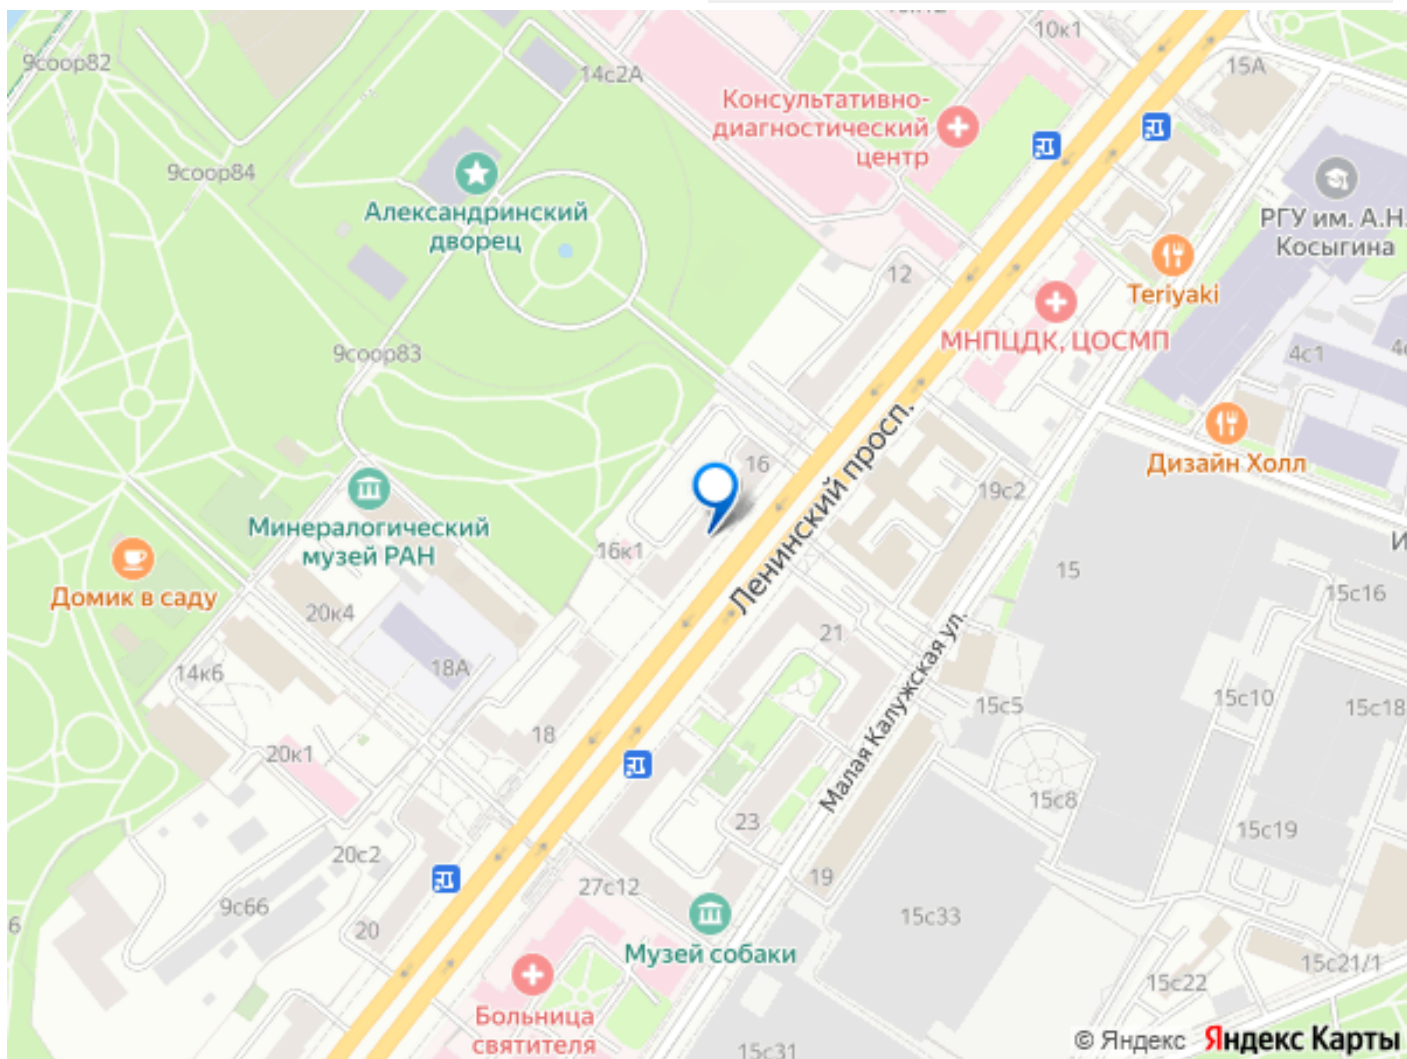 10к1
15А
9соор82
14с2А
Консультативно-
диагностический
центр
9соор84
Александринский
дворец
РГУ им. А.Н.
Косыгина
12
Teriyaki
МНПЦДК, ЦОСМП
9соор83
4с1
Ленинский просп.
16
Дизайн Холл
19с2
Минералогический
музей РАН
16к1
И
15
Домик в саду
20к4
15с16
21
Малая Калужская ул.
18А
14к6
15с10
15с5
15с18
18
20к1
15с8
23
15с19
20с2
19
27с12
9с66
15с33
6
20
Музей собаки
15с21/1
15с22
Больница
святителя
15с31
© Яндекс Яндекс Карты